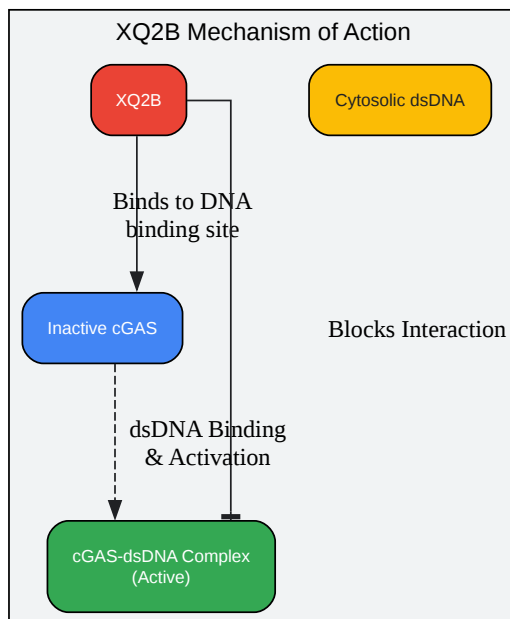 XQ2B Mechanism of Action
XQ2B
Cytosolic dsDNA
Binds to DNA
binding site
Inactive cGAS
Blocks Interaction
dsDNA Binding
& Activation
cGAS-dsDNA Complex
(Active)